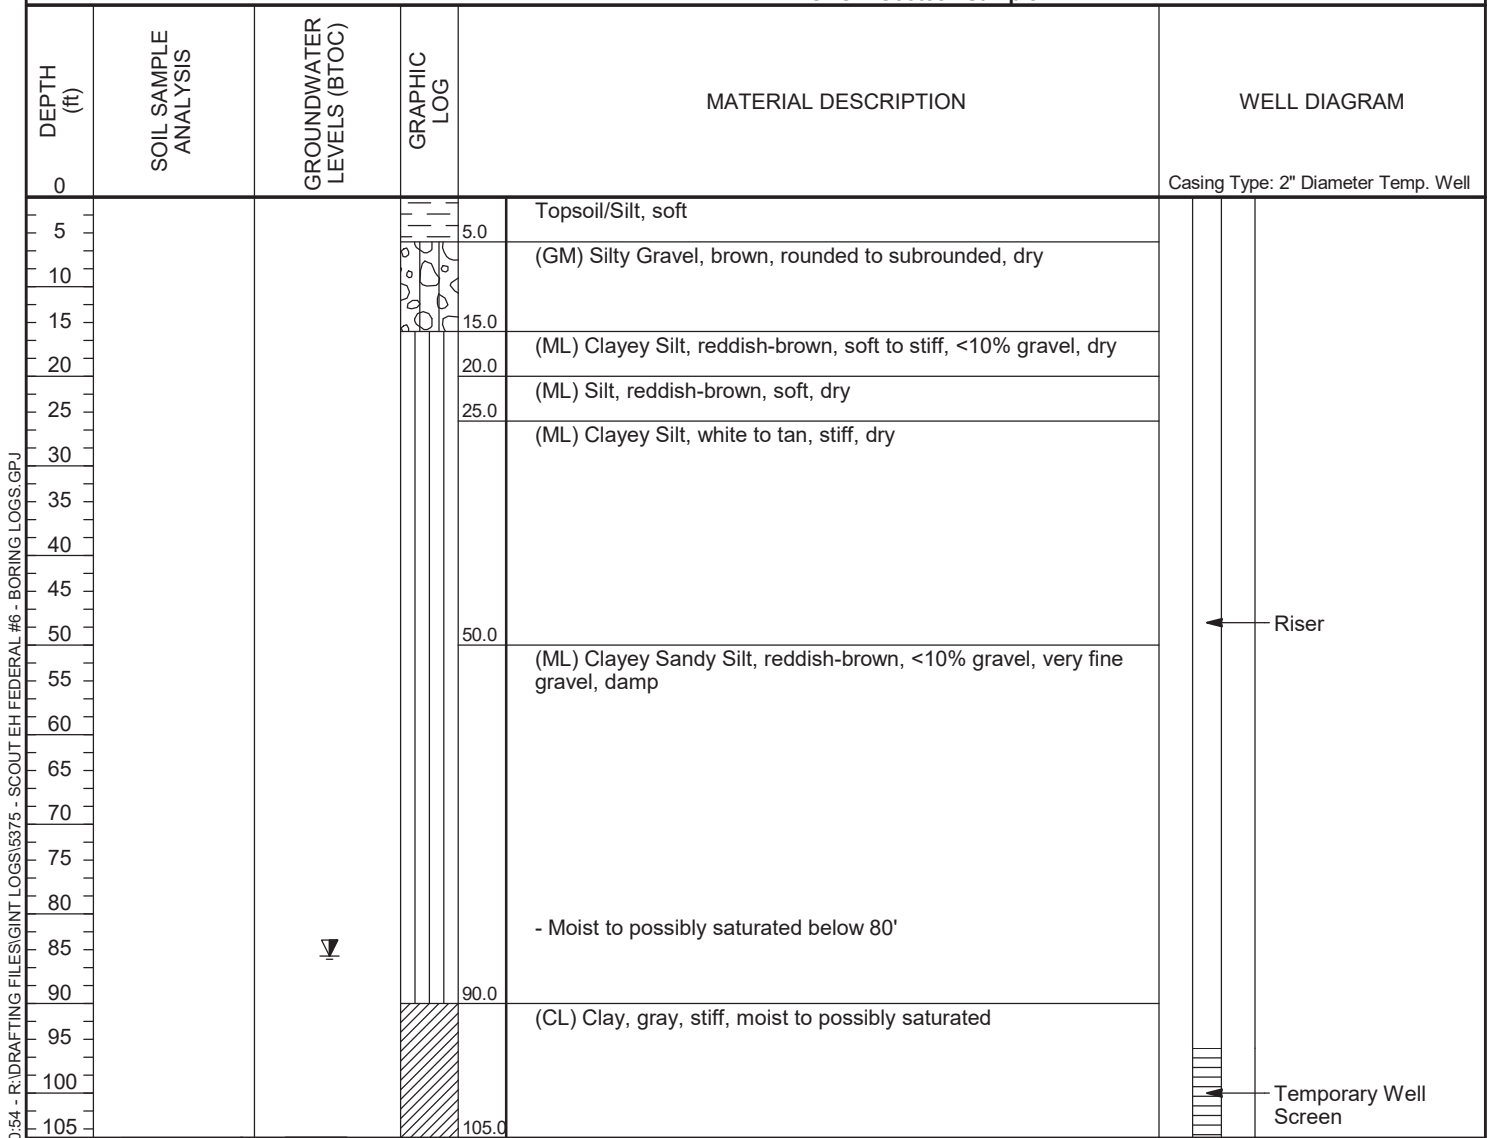 DEPTH
(ft)
0
SOIL SAMPLE
ANALYSIS
GROUNDWATER
LEVELS (BTOC)
GRAPHIC
LOG
MATERIAL DESCRIPTION
WELL DIAGRAM
Casing Type: 2" Diameter Temp. Well
Topsoil/Silt, soft
5
5.0
(GM) Silty Gravel, brown, rounded to subrounded, dry
10
15
15.0
(ML) Clayey Silt, reddish-brown, soft to stiff, <10% gravel, dry
20
20.0
(ML) Silt, reddish-brown, soft, dry
25
25.0
(ML) Clayey Silt, white to tan, stiff, dry
30
35
40
45
Riser
50
50.0
(ML) Clayey Sandy Silt, reddish-brown, <10% gravel, very fine
gravel, damp
55
60
65
70
75
80
- Moist to possibly saturated below 80'
85
90
90.0
(CL) Clay, gray, stiff, moist to possibly saturated
95
100
Temporary Well
Screen
105
105.0
:54 - R:\DRAFTING FILES\GINT LOGS\5375 - SCOUT EH FEDERAL #6 - BORING LOGS.GPJ